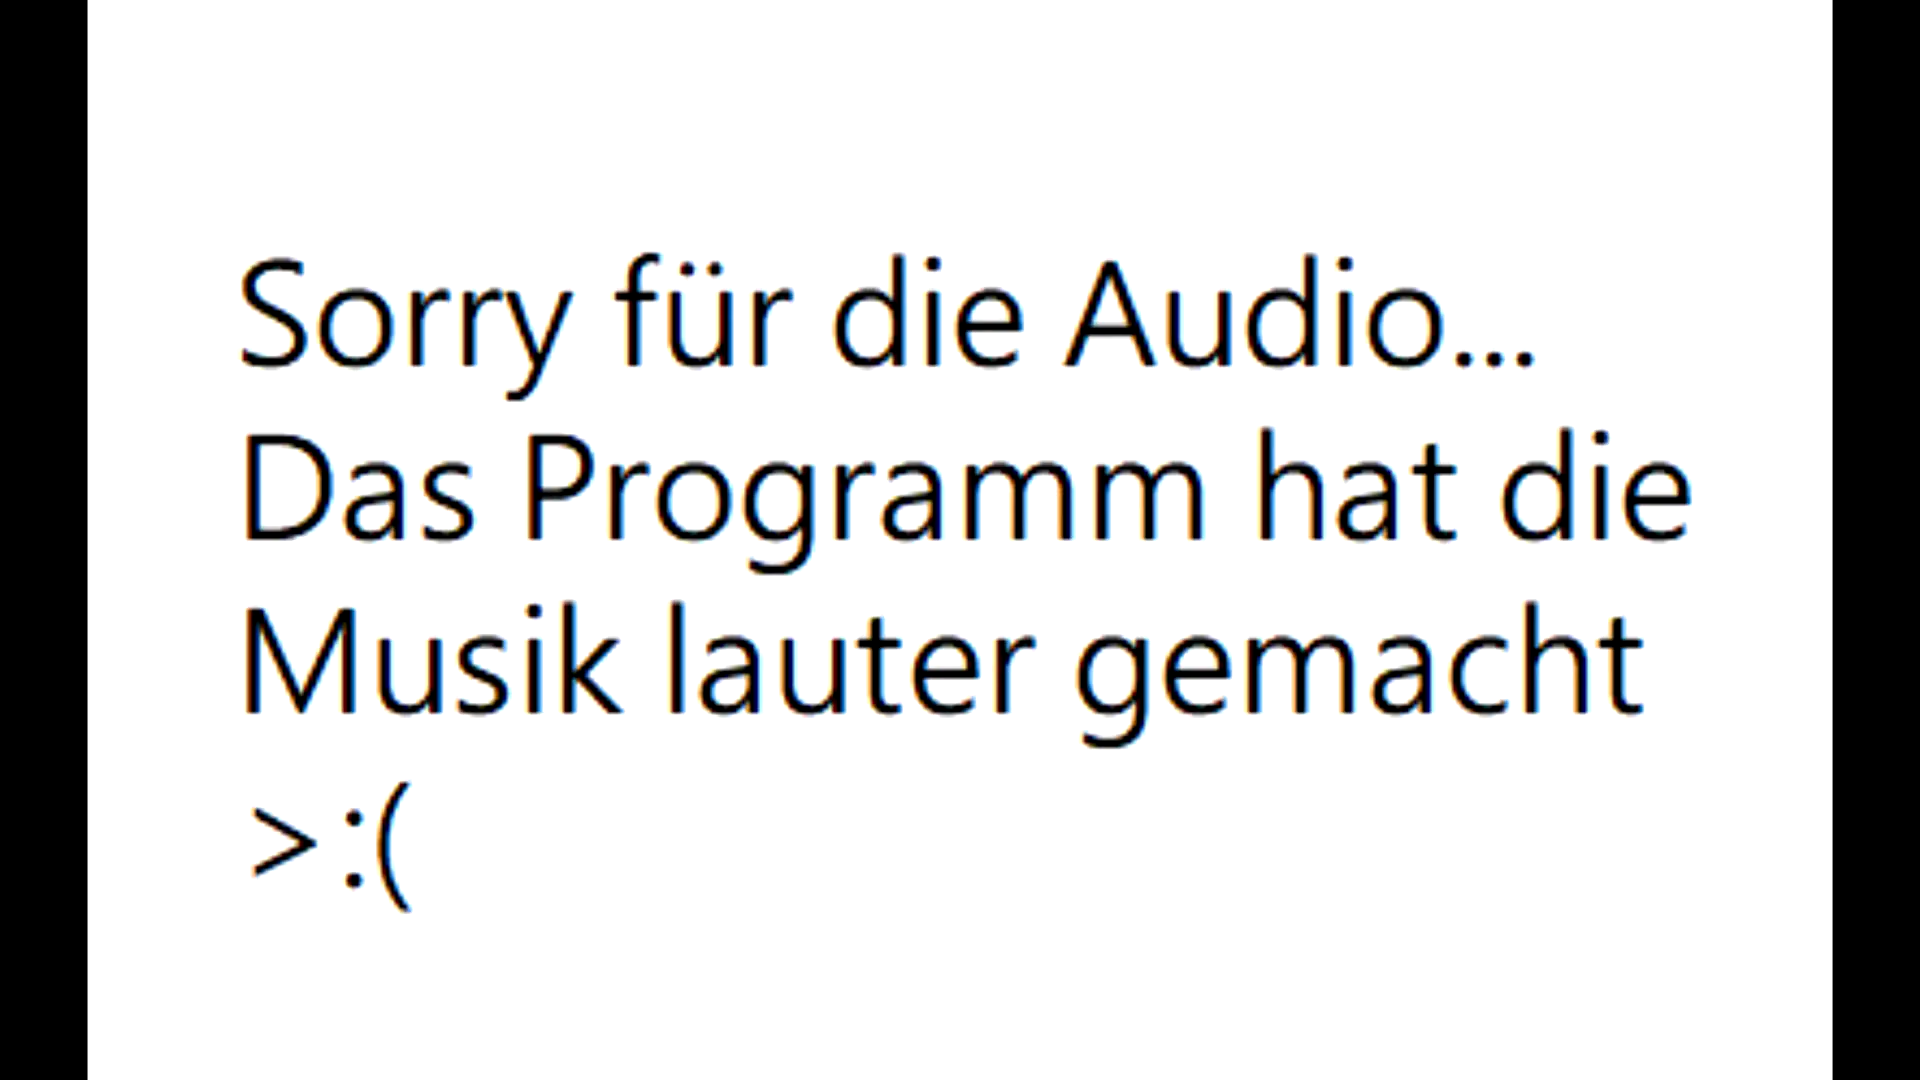 Sorry für die Audio...
Das Programm hat die
Musik lauter gemacht
>:(